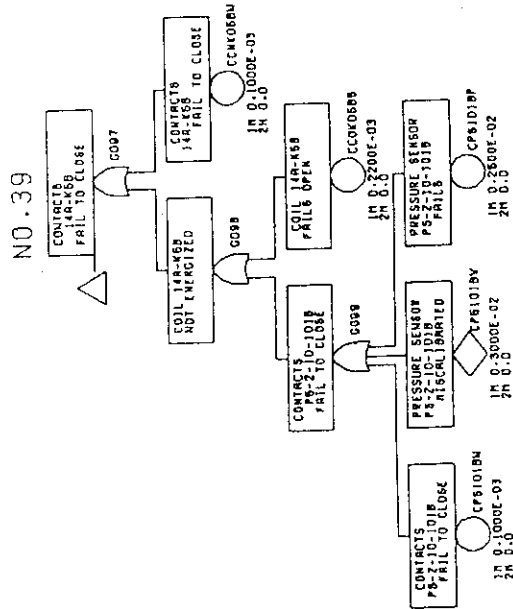 NO.39
CONTACTS
14A-K6B
FAIL TO CLOSE
G097
COIL 14A-K6B
NOT ENERGIZED
G098
CONTACTS
14A-K6B
FAIL TO CLOSE
CCNK06BW
1M 0.1000E-03
2M 0.0
CONTACTS
PS-Z-10-101B
FAIL TO CLOSE
G099
COIL 14A-K6B
FAILS OPEN
CCOK06BB
1M 0.2200E-03
2M 0.0
CONTACTS
PS-Z-10-101B
FAIL TO CLOSE
CPS101BW
1M 0.1000E-03
2M 0.0
PRESSURE SENSOR
PS-Z-10-101B
MISCALIBRATED
CPS101BV
1M 0.3000E-02
2M 0.0
PRESSURE SENSOR
PS-Z-10-101B
FAILS
CPS101BP
1M 0.2600E-02
2M 0.0